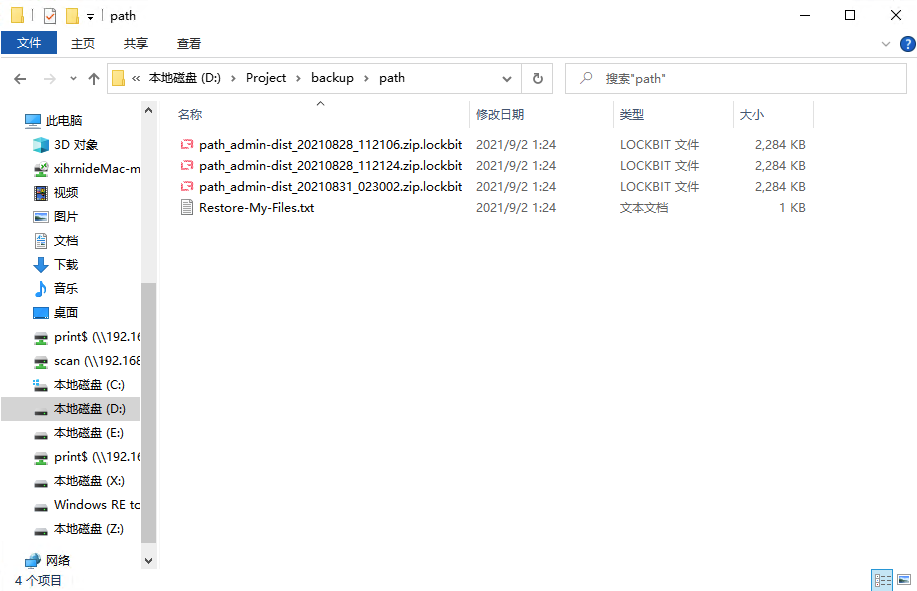 path
文件 主页 共享 查看
« 本地磁盘 (D:) > Project > backup > path 搜索"path"
名称 修改日期 类型 大小
path_admin-dist_20210828_112106.zip.lockbit 2021/9/2 1:24 LOCKBIT 文件 2,284 KB
path_admin-dist_20210828_112124.zip.lockbit 2021/9/2 1:24 LOCKBIT 文件 2,284 KB
path_admin-dist_20210831_023002.zip.lockbit 2021/9/2 1:24 LOCKBIT 文件 2,284 KB
Restore-My-Files.txt 2021/9/2 1:24 文本文档 1 KB
此电脑
3D 对象
xihrnideMac-m
视频
图片
文档
下载
音乐
桌面
print$ (\\192.16
scan (\\192.168
本地磁盘 (C:)
本地磁盘 (D:)
本地磁盘 (E:)
print$ (\\192.16
本地磁盘 (X:)
Windows RE to
本地磁盘 (Z:)
网络
4 个项目